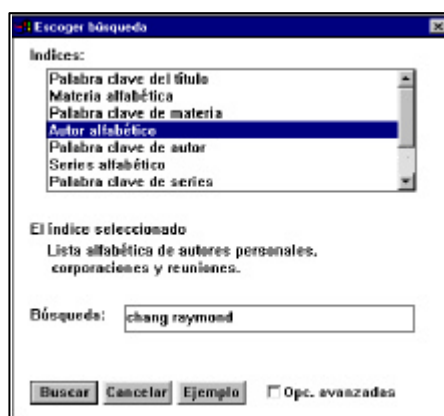 Escoger búsqueda
Indices:
Palabra clave del título
Materia alfabética
Palabra clave de materia
Autor alfabético
Palabra clave de autor
Series alfabético
Palabra clave de series
El índice seleccionado
Lista alfabética de autores personales,
corporaciones y reuniones.
Búsqueda: chang raymond
Buscar Cancelar Ejemplo Opc. avanzadas